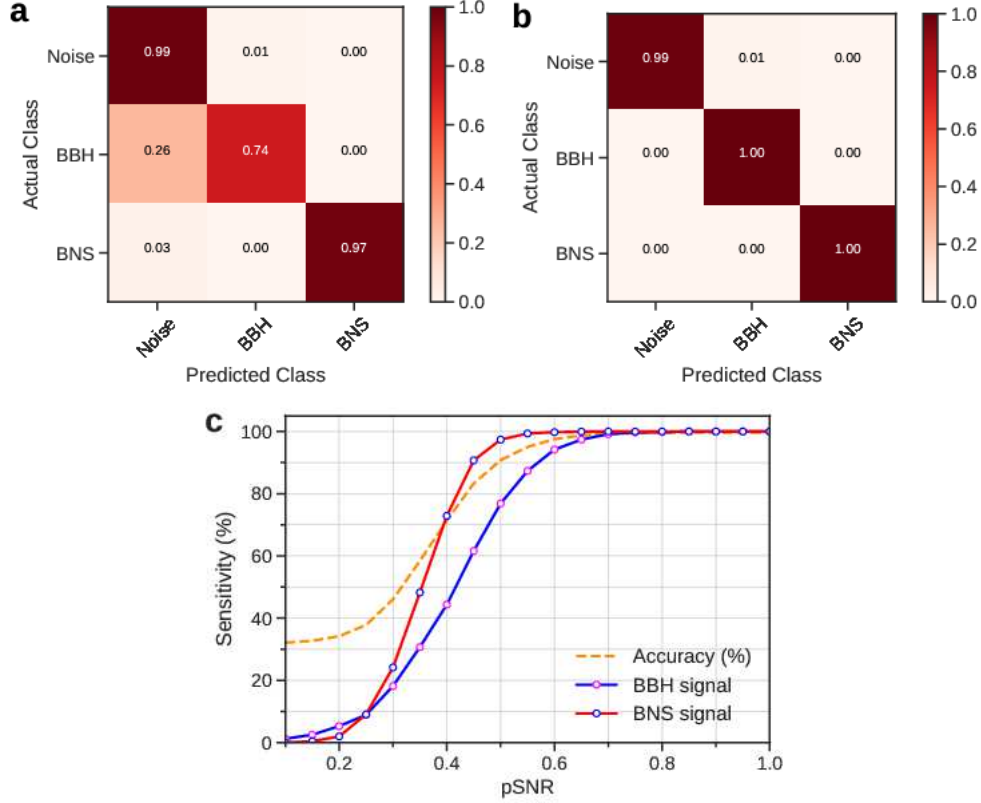 a
Actual Class
Noise
BBH
BNS
0.99 0.01 0.00
0.26 0.74 0.00
0.03 0.00 0.97
Noise BBH BNS
Predicted Class
1.0
0.8
0.6
0.4
0.2
0.0
b
Actual Class
Noise
BBH
BNS
0.99 0.01 0.00
0.00 1.00 0.00
0.00 0.00 1.00
Noise BBH BNS
Predicted Class
1.0
0.8
0.6
0.4
0.2
0.0
c
Sensitivity (%)
100
80
60
40
20
0
Accuracy (%)
BBH signal
BNS signal
0.2 0.4 0.6 0.8 1.0
pSNR